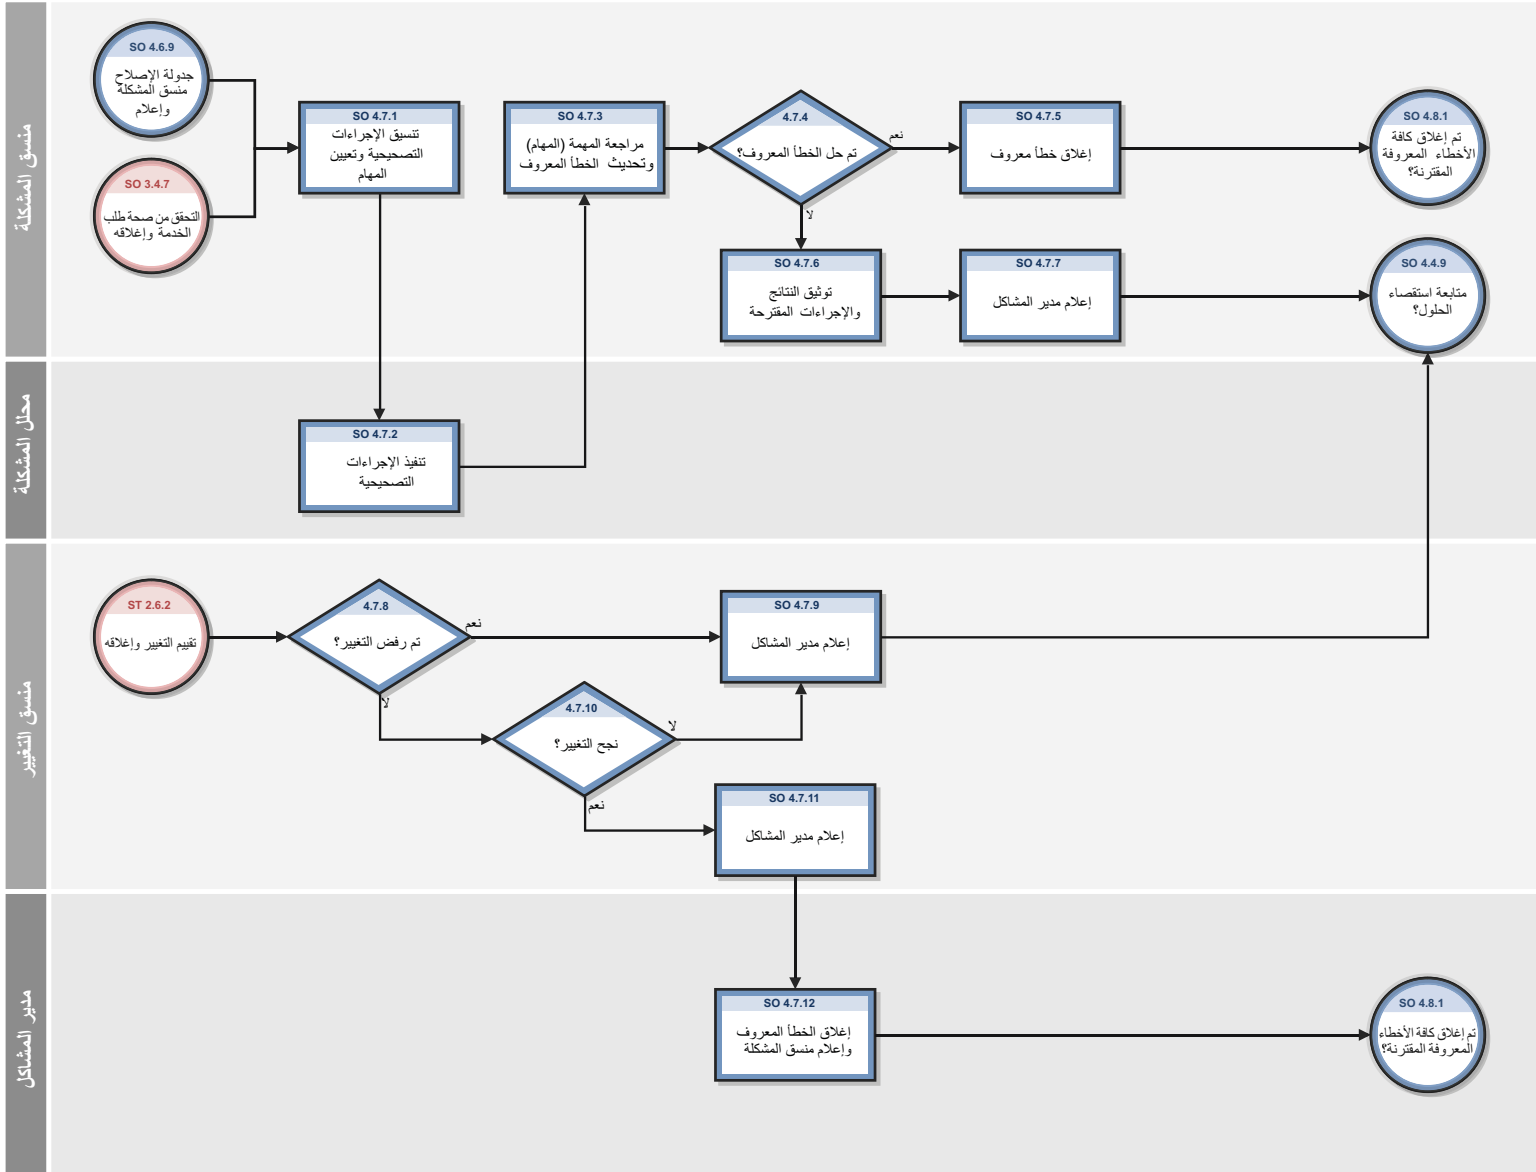 منسق المشكلة
SO 4.6.9
جدولة الإصلاح
منسق المشكلة
وإعلام
SO 3.4.7
التحقق من صحة طلب
الخدمة وإغلاقه
SO 4.7.1
تنسيق الإجراءات
التصحيحية وتعيين
المهام
SO 4.7.3
مراجعة المهمة (المهام)
وتحديث الخطأ المعروف
4.7.4
تم حل الخطأ المعروف؟
نعم
لا
SO 4.7.5
إغلاق خطأ معروف
SO 4.8.1
تم إغلاق كافة
الأخطاء المعروفة
المقترنة؟
SO 4.7.6
توثيق النتائج
والإجراءات المقترحة
SO 4.7.7
إعلام مدير المشاكل
SO 4.4.9
متابعة استقصاء
الحلول؟
محلل المشكلة
SO 4.7.2
تنفيذ الإجراءات
التصحيحية
منسق التغيير
ST 2.6.2
تقييم التغيير وإغلاقه
4.7.8
تم رفض التغيير؟
نعم
لا
SO 4.7.9
إعلام مدير المشاكل
4.7.10
نجح التغيير؟
لا
نعم
SO 4.7.11
إعلام مدير المشاكل
مدير المشاكل
SO 4.7.12
إغلاق الخطأ المعروف
وإعلام منسق المشكلة
SO 4.8.1
تم إغلاق كافة الأخطاء
المعروفة المقترنة؟